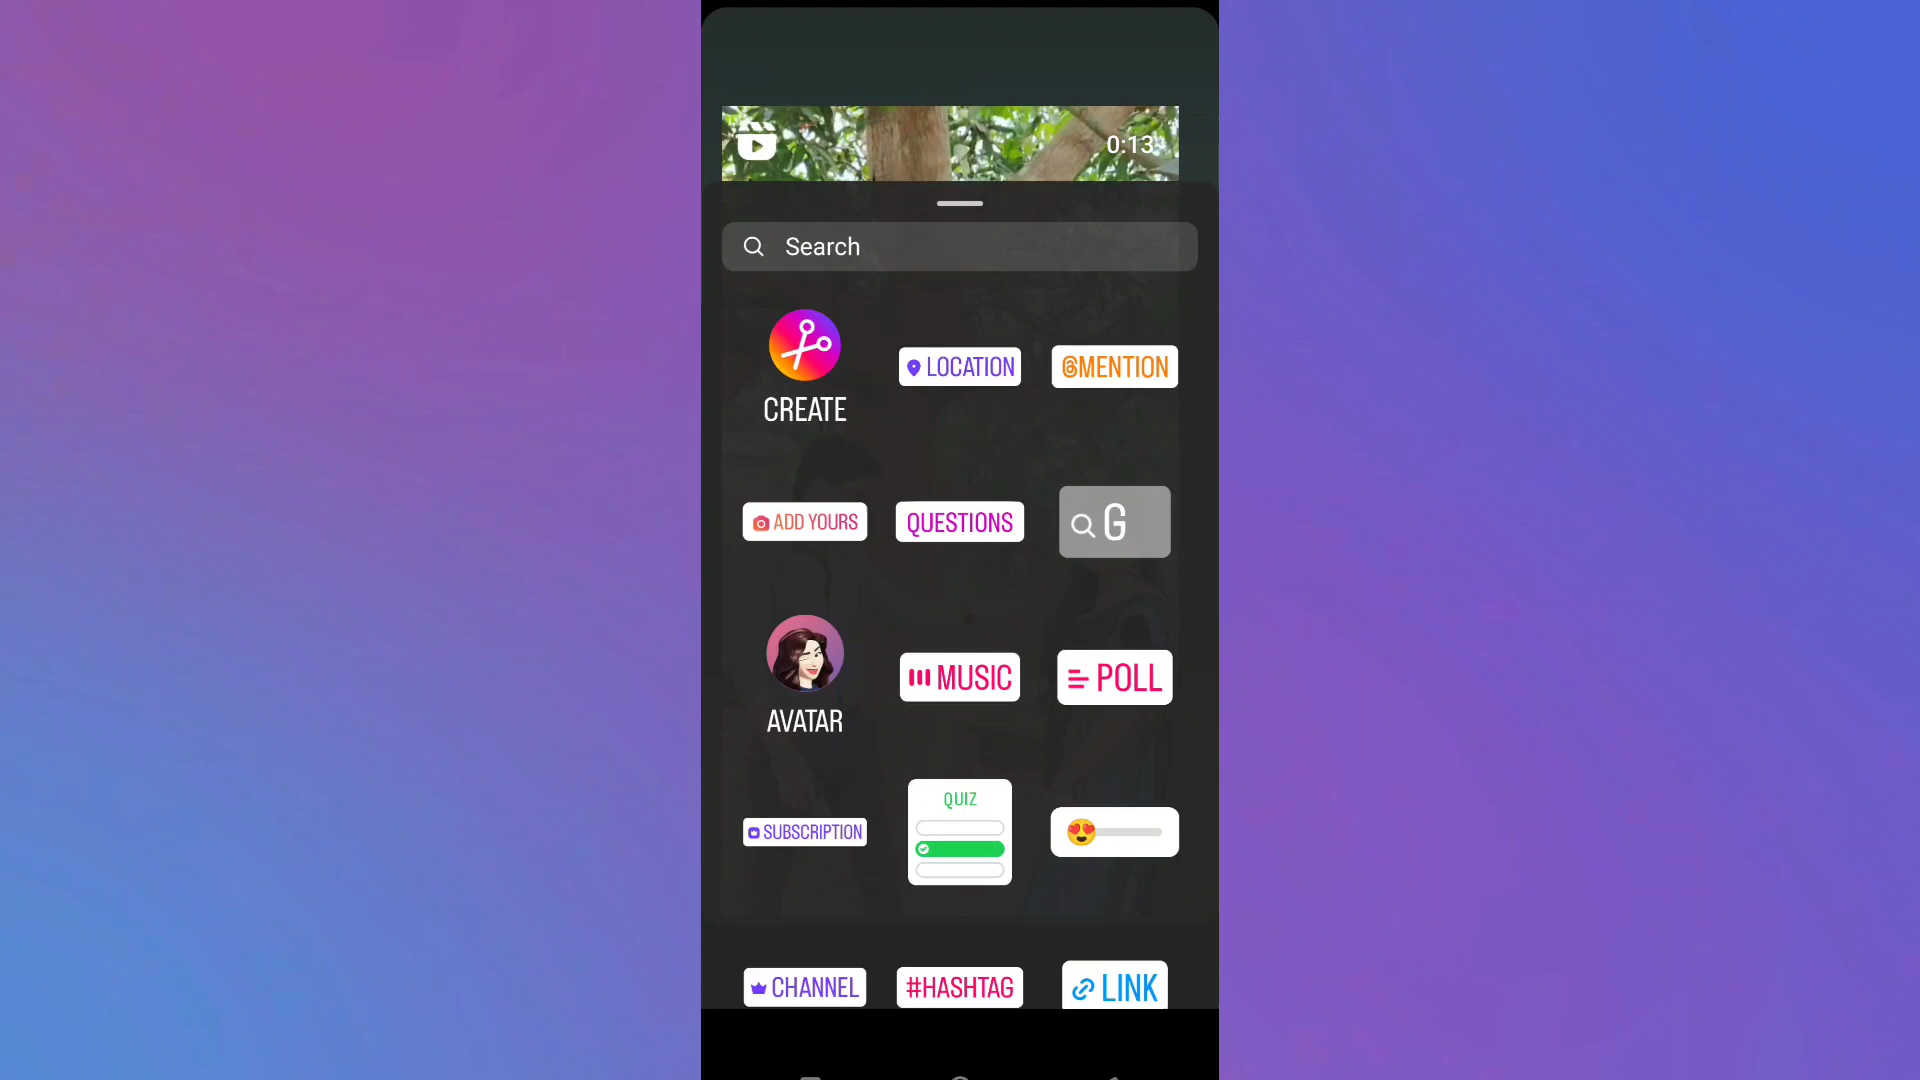 0:13
Search
CREATE
LOCATION
@MENTION
ADD YOURS
QUESTIONS
G
AVATAR
MUSIC
POLL
SUBSCRIPTION
QUIZ
CHANNEL
#HASHTAG
LINK